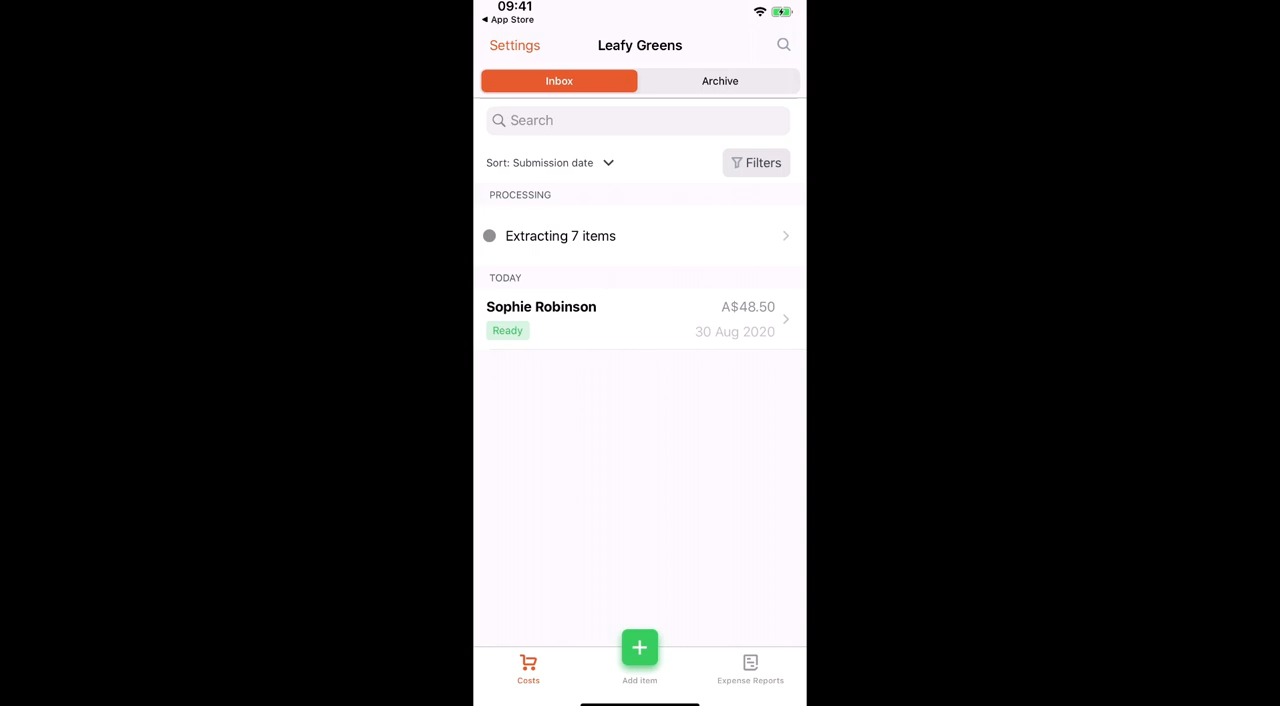 09:41
App Store
Settings
Leafy Greens
Inbox
Archive
Search
Sort: Submission date
Filters
PROCESSING
Extracting 7 items
TODAY
Sophie Robinson
A$48.50
Ready
30 Aug 2020
Costs
Add item
Expense Reports